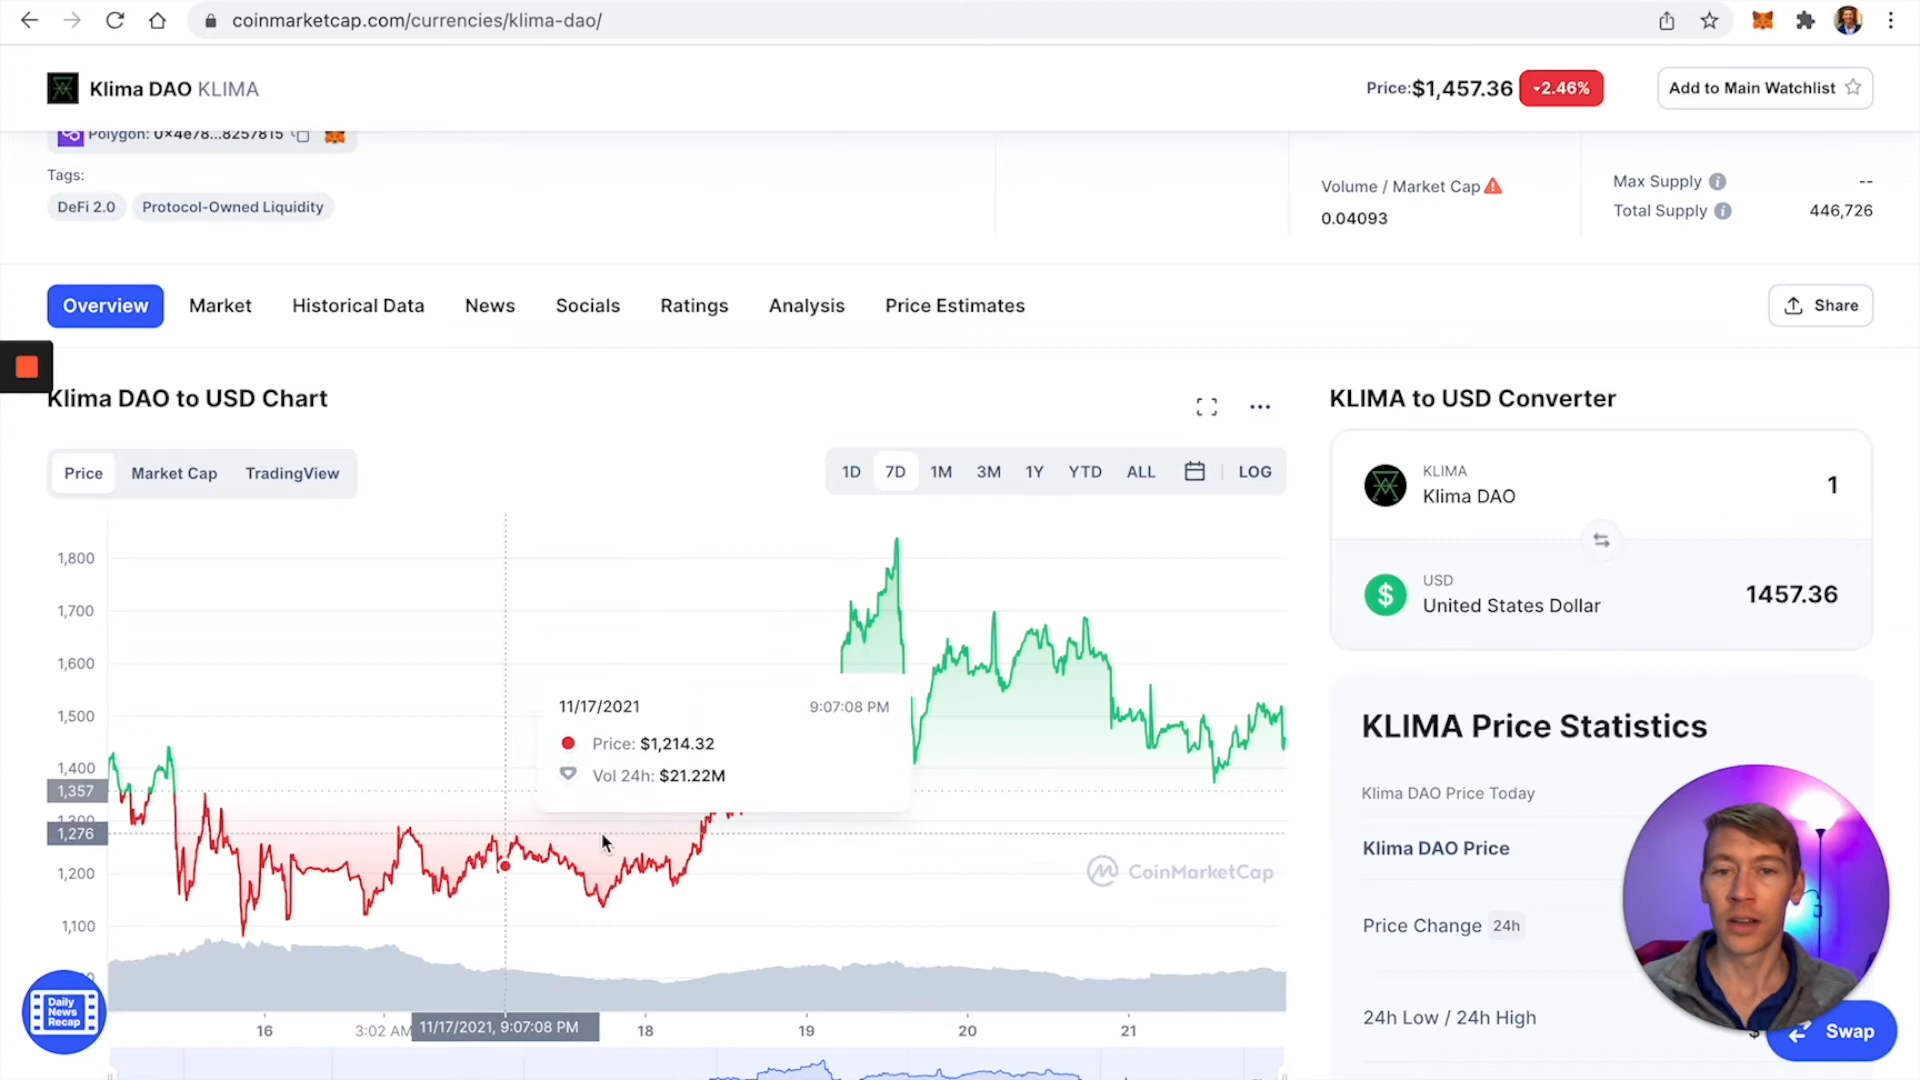 coinmarketcap.com/currencies/klima-dao/
Klima DAO KLIMA
Price:$1,457.36
2.46%
Add to Main Watchlist
Polygon: 0x4e78...8257815
Tags:
DeFi 2.0
Protocol-Owned Liquidity
Volume / Market Cap
0.04093
Max Supply
--
Total Supply
446,726
Overview
Market
Historical Data
News
Socials
Ratings
Analysis
Price Estimates
Share
Klima DAO to USD Chart
Price
Market Cap
TradingView
1D
7D
1M
3M
1Y
YTD
ALL
LOG
1,800
1,700
1,600
1,500
1,400
1,357
1,300
1,276
1,200
1,100
11/17/2021
9:07:08 PM
Price: $1,214.32
Vol 24h: $21.22M
CoinMarketCap
16
3:02 AM
11/17/2021, 9:07:08 PM
18
19
20
21
Daily
News
Recap
KLIMA to USD Converter
KLIMA
Klima DAO
1
USD
United States Dollar
1457.36
KLIMA Price Statistics
Klima DAO Price Today
Klima DAO Price
Price Change 24h
24h Low / 24h High
$
Swap